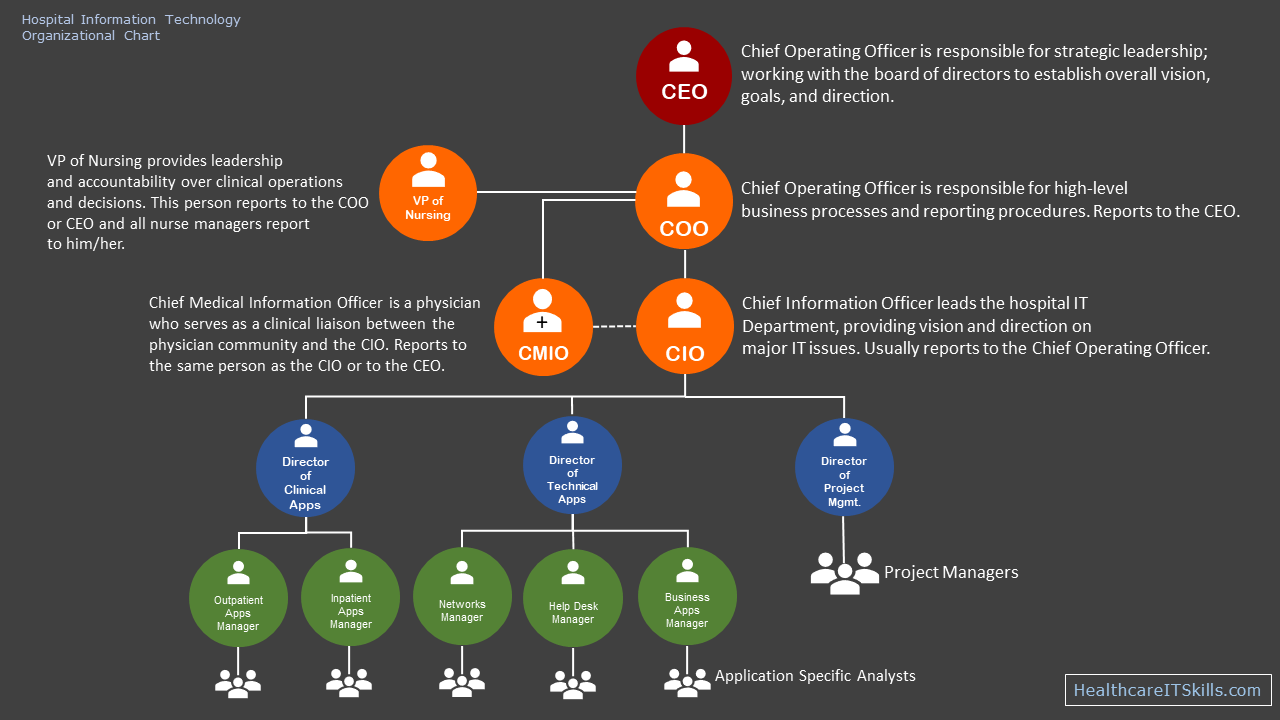 Hospital Information Technology
Organizational Chart
CEO
Chief Operating Officer is responsible for strategic leadership;
working with the board of directors to establish overall vision,
goals, and direction.
VP of Nursing provides leadership
and accountability over clinical operations
and decisions. This person reports to the COO
or CEO and all nurse managers report
to him/her.
VP of
Nursing
COO
Chief Operating Officer is responsible for high-level
business processes and reporting procedures. Reports to the CEO.
Chief Medical Information Officer is a physician
who serves as a clinical liaison between the
physician community and the CIO. Reports to
the same person as the CIO or to the CEO.
+
CMIO
CIO
Chief Information Officer leads the hospital IT
Department, providing vision and direction on
major IT issues. Usually reports to the Chief Operating Officer.
Director
of
Clinical
Apps
Director
of
Technical
Apps
Director
of
Project
Mgmt.
Outpatient
Apps
Manager
Inpatient
Apps
Manager
Networks
Manager
Help Desk
Manager
Business
Apps
Manager
Project Managers
Application Specific Analysts
HealthcareITSkills.com